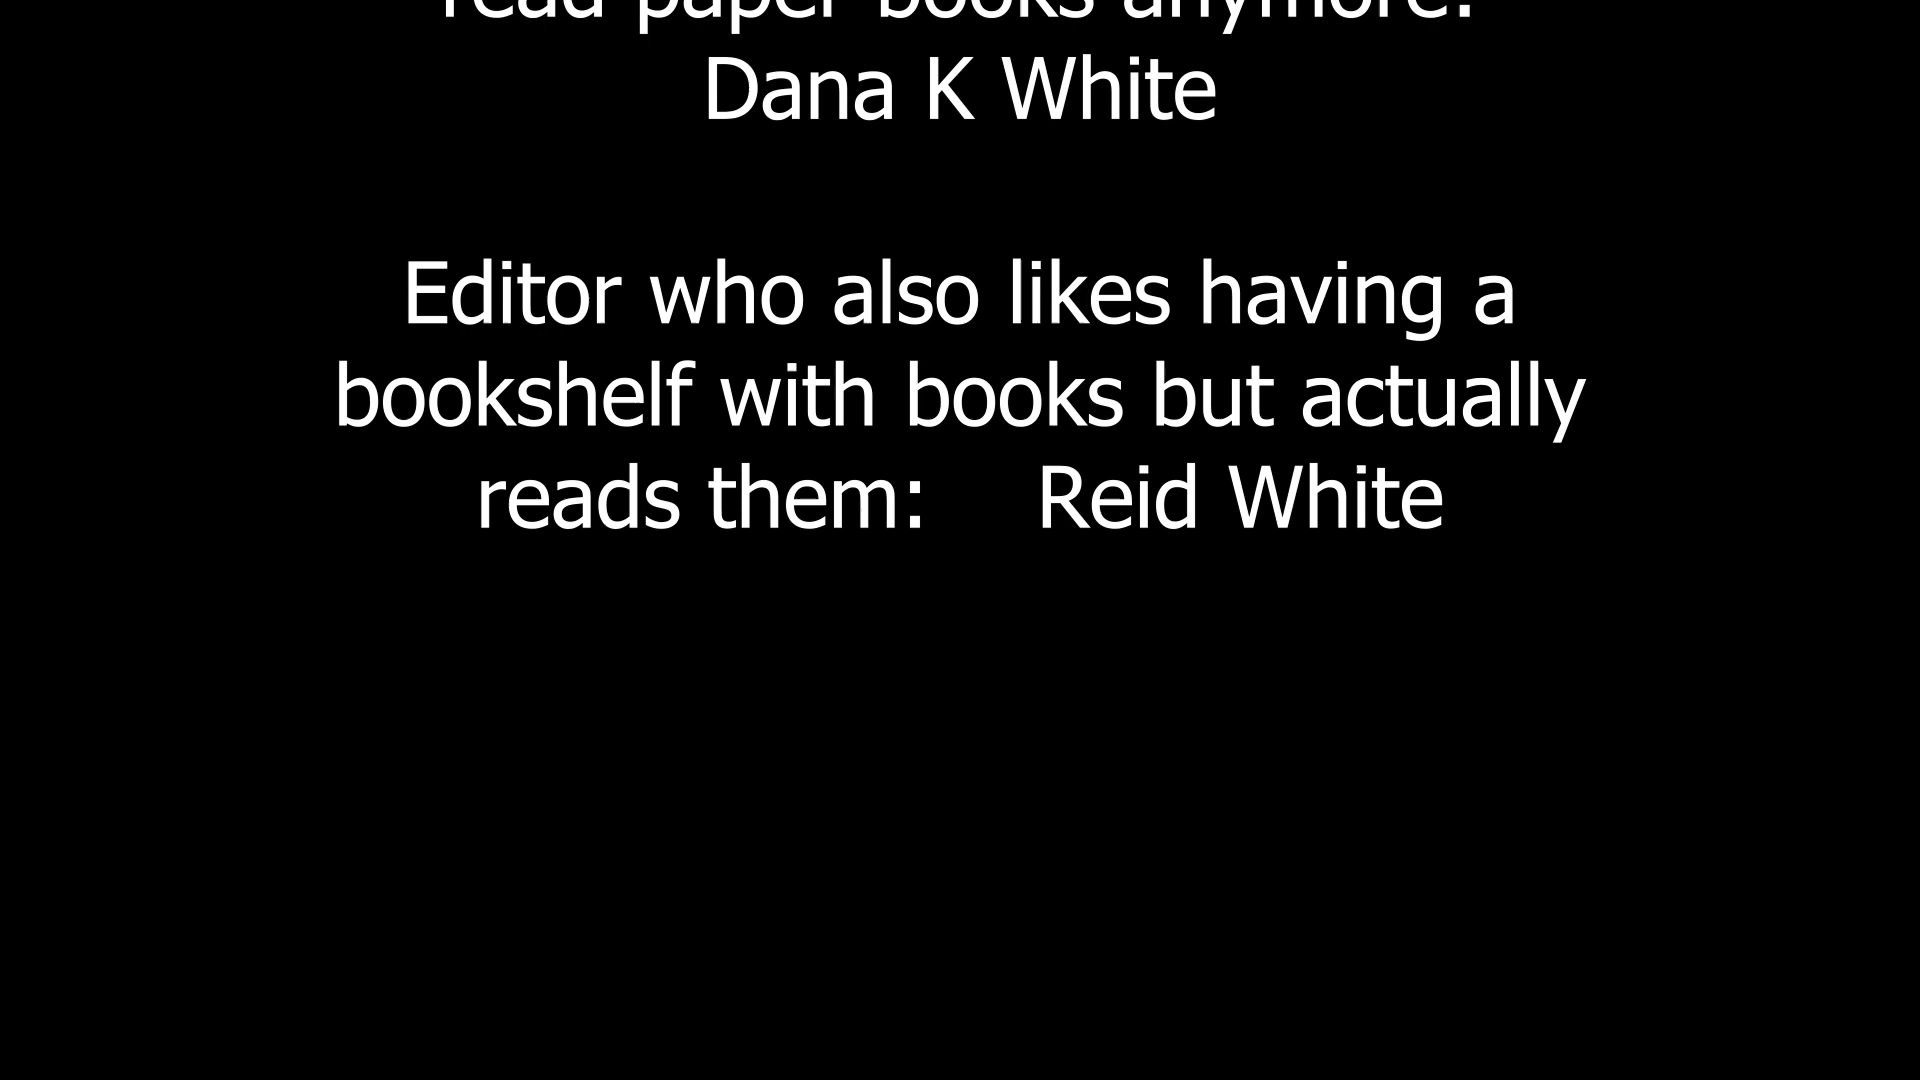 read paper books anymore:
Dana K White
Editor who also likes having a
bookshelf with books but actually
reads them: Reid White